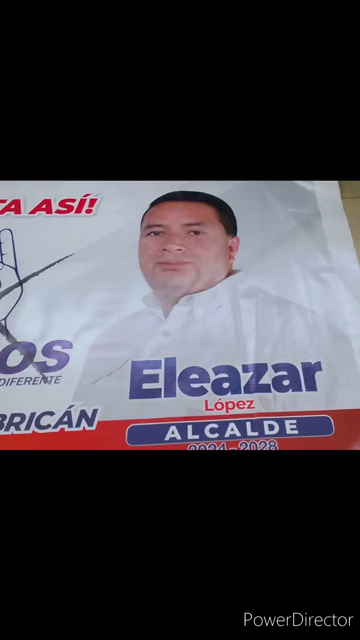 TA ASÍ!
OS
DIFERENTE
BRICÁN
Eleazar
López
ALCALDE
2024 - 2028
PowerDirector